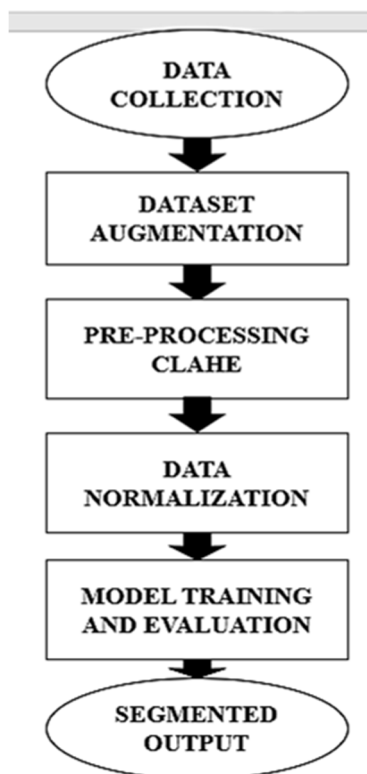 DATA
COLLECTION
DATASET
AUGMENTATION
PRE-PROCESSING
CLAHE
DATA
NORMALIZATION
MODEL TRAINING
AND EVALUATION
SEGMENTED
OUTPUT